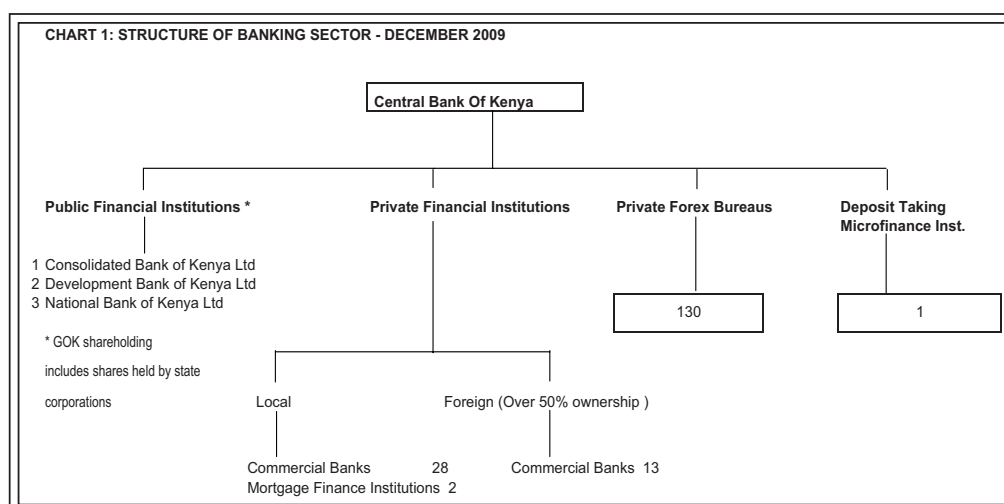 CHART 1: STRUCTURE OF BANKING SECTOR - DECEMBER 2009
Central Bank Of Kenya
Public Financial Institutions *
Private Financial Institutions
Private Forex Bureaus
Deposit Taking
Microfinance Inst.
1 Consolidated Bank of Kenya Ltd
2 Development Bank of Kenya Ltd
3 National Bank of Kenya Ltd
130
1
* GOK shareholding
includes shares held by state
corporations
Local
Foreign (Over 50% ownership )
Commercial Banks 28
Mortgage Finance Institutions 2
Commercial Banks 13